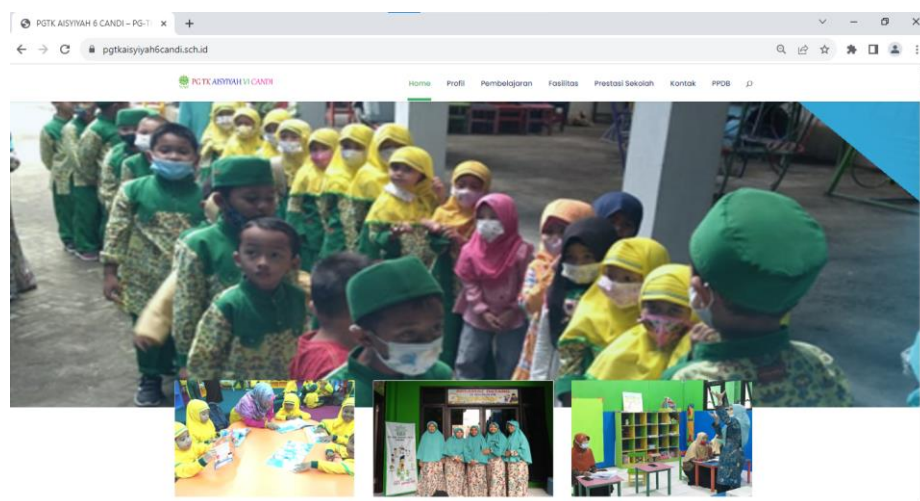 PGTK AISYIYAH 6 CANDI – PG-T
pgtkaisyiyah6candi.sch.id
PG TK AISYIYAH VI CANDI
Home Profil Pembelajaran Fasilitas Prestasi Sekolah Kontak PPDB